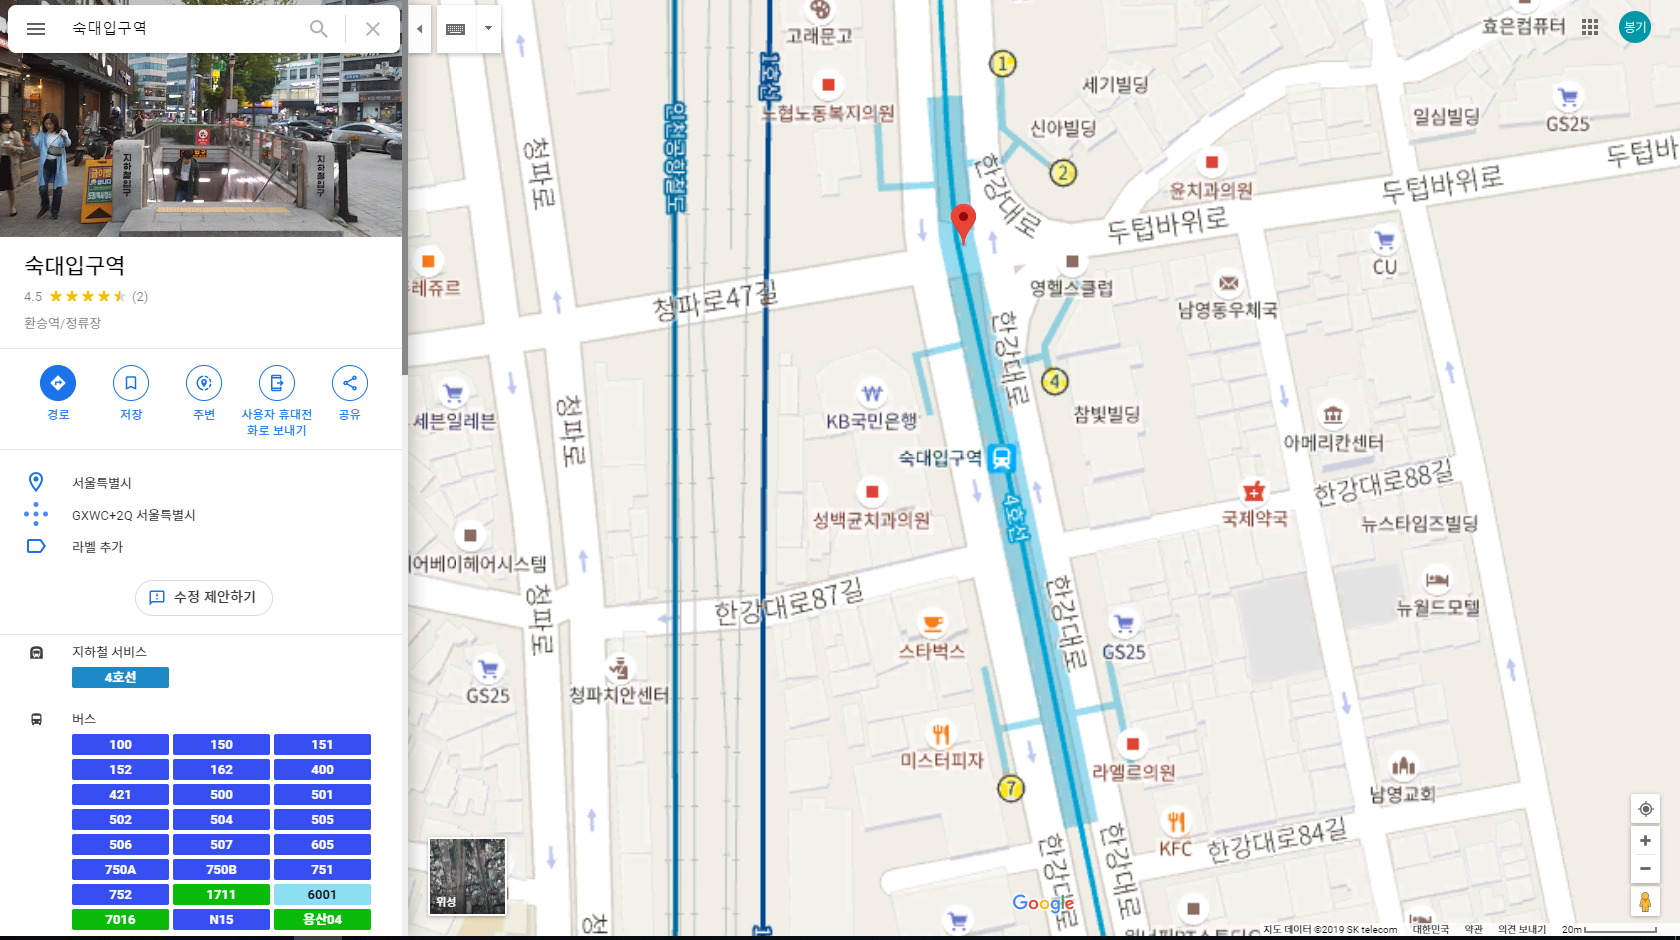 숙대입구역
지하철입구
지하철입구
숙대입구역
4.5 (2)
환승역/정류장
경로
저장
주변
사용자 휴대전
화로 보내기
공유
서울특별시
GXWC+2Q 서울특별시
라벨 추가
수정 제안하기
지하철 서비스
4호선
버스
100 150 151
152 162 400
421 500 501
502 504 505
506 507 605
750A 750B 751
752 1711 6001
7016 N15 용산04
봉기
효은컴퓨터
고래문고
1호선
1
세기빌딩
노협노동복지의원
일심빌딩
GS25
신아빌딩
인천공항철도
청파로
2
한강대로
윤치과의원
두텁바위로
두텁바위로
CU
영헬스클럽
남영동우체국
청파로47길
한강대로
4
세븐일레븐
KB국민은행
참빛빌딩
청파로
아메리칸센터
숙대입구역
한강대로88길
성백균치과의원
4호선
국제약국
뉴스타임즈빌딩
청파로
한강대로87길
한강대로
뉴월드모텔
스타벅스
GS25
GS25
청파치안센터
미스터피자
라엘르의원
7
남영교회
KFC
한강대로84길
한강대로
한강대로
위성
Google
지도 데이터 ©2019 SK telecom 대한민국 약관 의견 보내기 20m